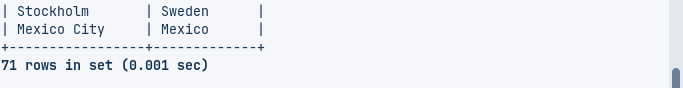 | Stockholm       | Sweden      |
| Mexico City     | Mexico      |
+-----------------+-------------+
71 rows in set (0.001 sec)